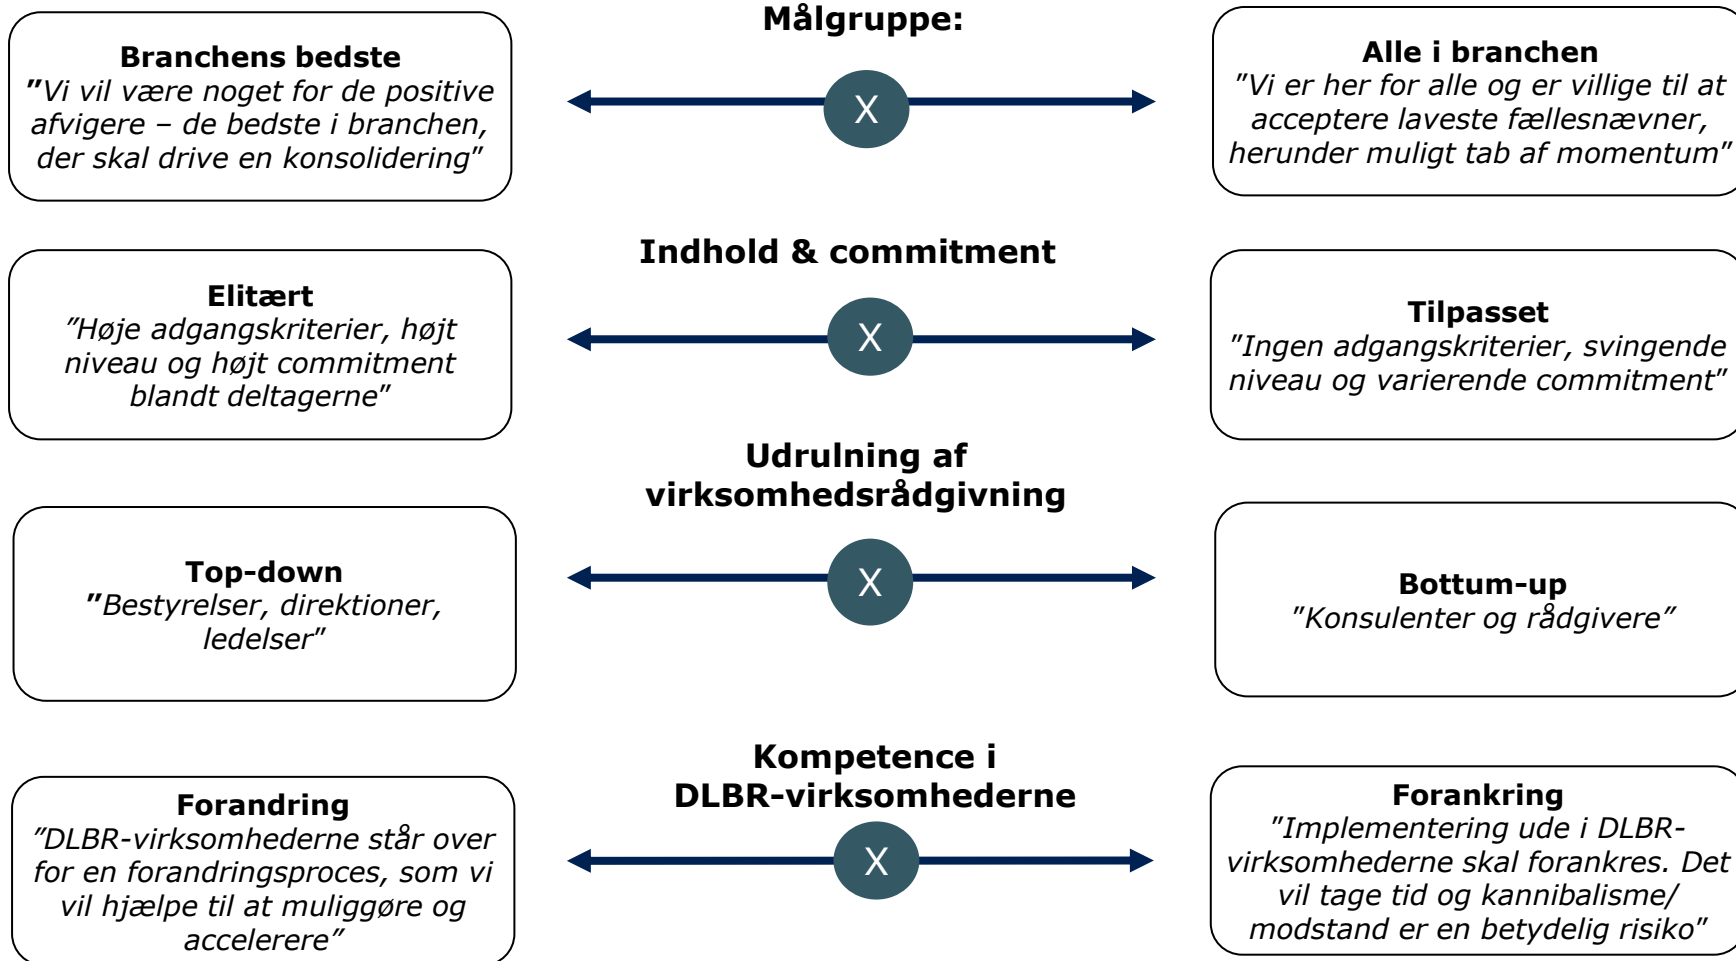 Målgruppe:
Branchens bedste
"Vi vil være noget for de positive
afvigere – de bedste i branchen,
der skal drive en konsolidering"
X
Alle i branchen
"Vi er her for alle og er villige til at
acceptere laveste fællesnævner,
herunder muligt tab af momentum"
Indhold & commitment
Elitært
"Høje adgangskriterier, højt
niveau og højt commitment
blandt deltagerne"
X
Tilpasset
"Ingen adgangskriterier, svingende
niveau og varierende commitment"
Udrulning af
virksomhedsrådgivning
Top-down
"Bestyrelser, direktioner,
ledelser"
X
Bottum-up
"Konsulenter og rådgivere"
Kompetence i
DLBR-virksomhederne
Forandring
"DLBR-virksomhederne står over
for en forandringsproces, som vi
vil hjælpe til at muliggøre og
accelerere"
X
Forankring
"Implementering ude i DLBR-
virksomhederne skal forankres. Det
vil tage tid og kannibalisme/
modstand er en betydelig risiko"